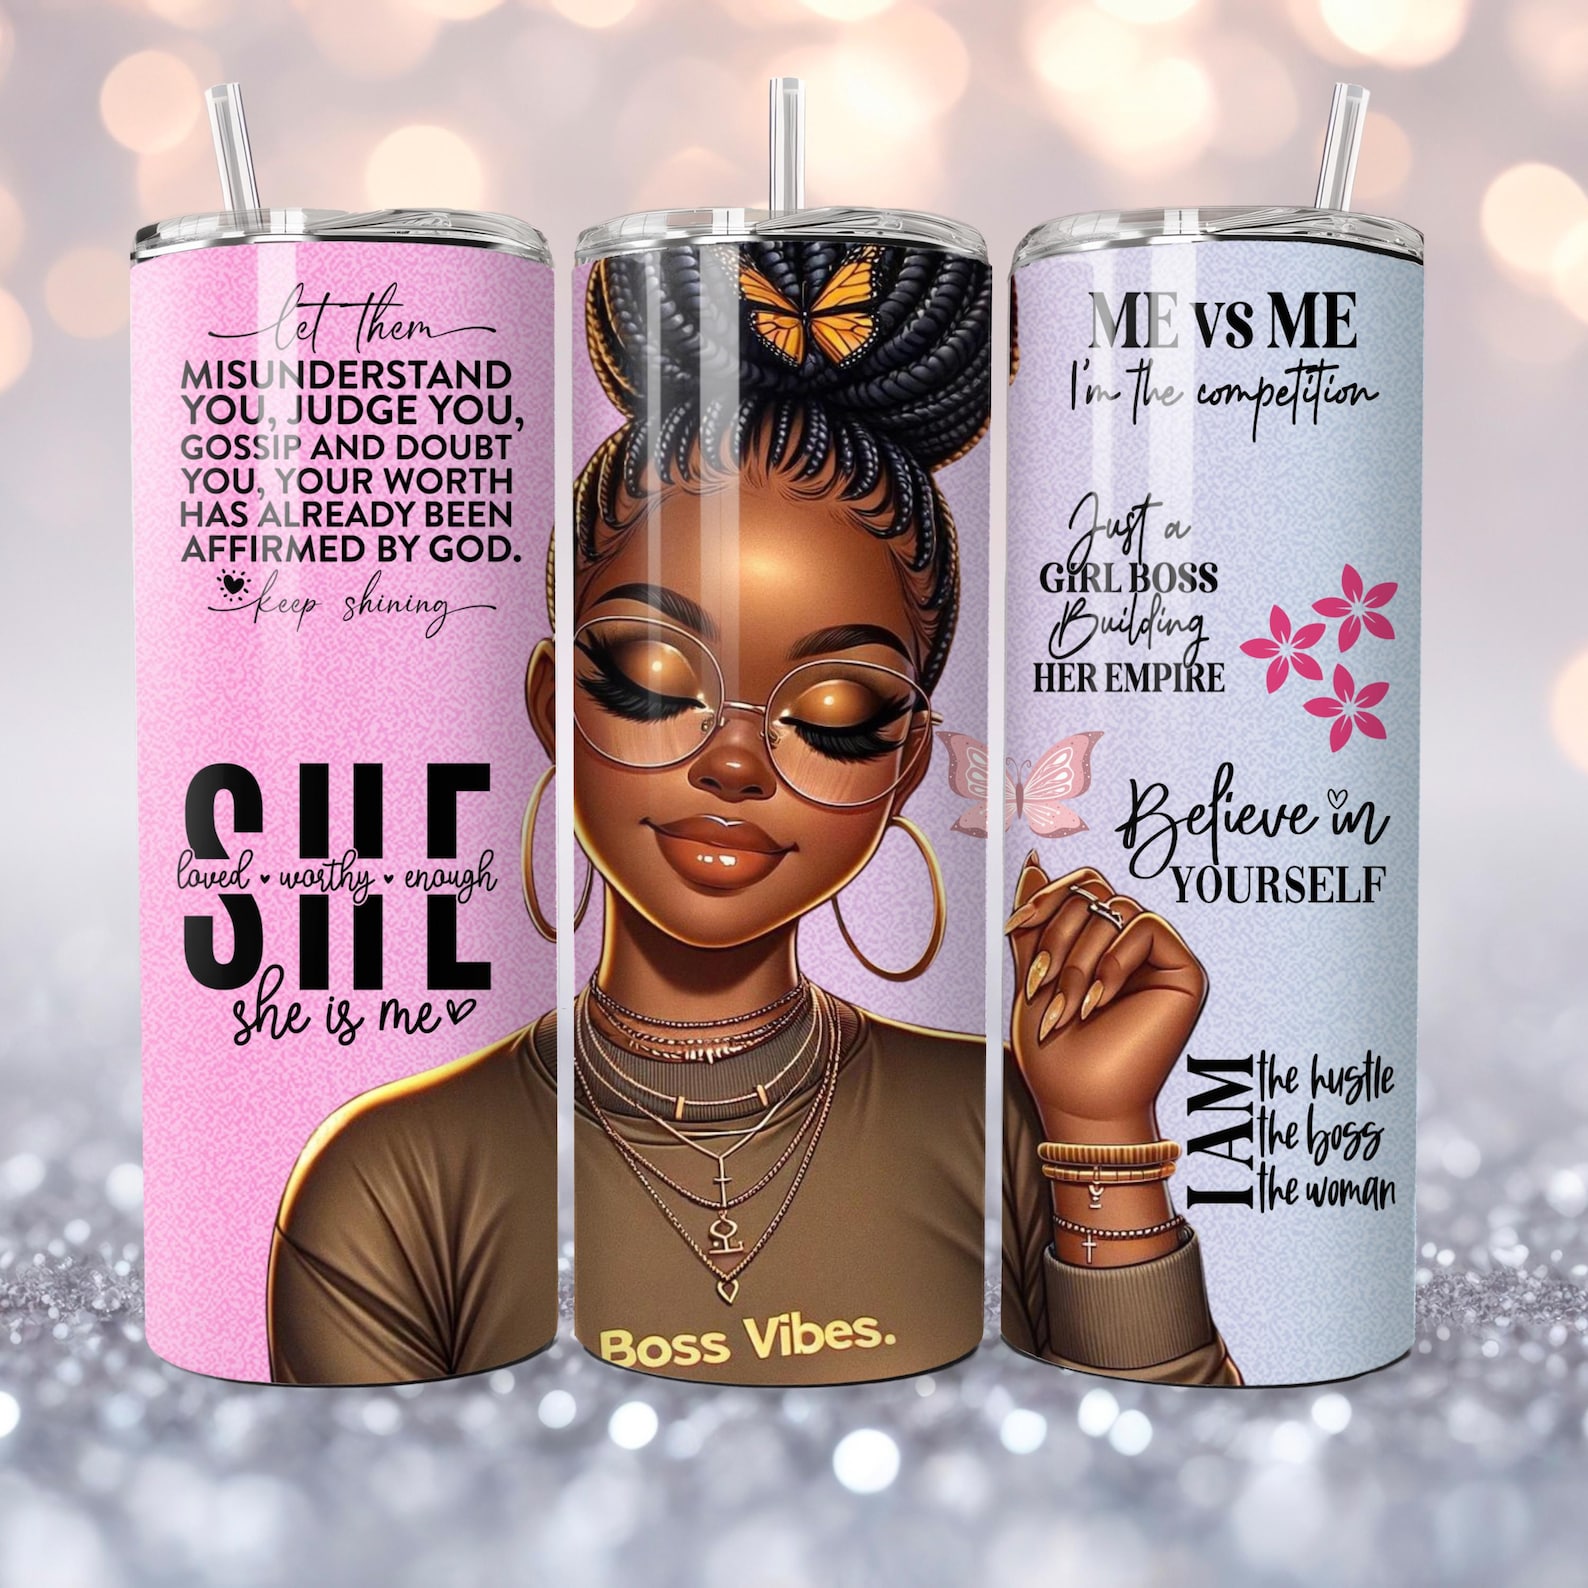 let them
MISUNDERSTAND
YOU, JUDGE YOU,
GOSSIP AND DOUBT
YOU, YOUR WORTH
HAS ALREADY BEEN
AFFIRMED BY GOD.
keep shining
SHE
loved worthy enough
she is me
Boss Vibes.
ME vs ME
I'm the competition
Just a
GIRL BOSS
Building
HER EMPIRE
Believe in
YOURSELF
I AM
the hustle
the boss
the woman